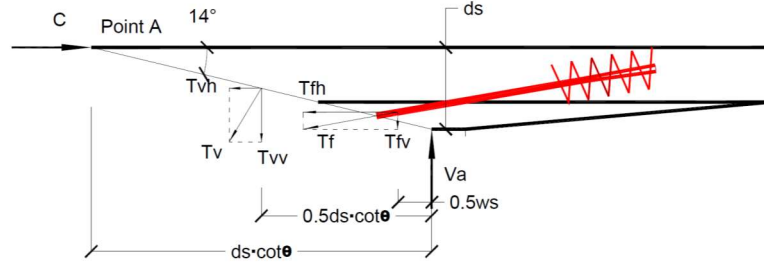 C
Point A
14°
ds
Tvh
Tfh
Tv
Tvv
Tf
Tfv
Va
0.5ws
0.5ds·cotθ
ds·cotθ